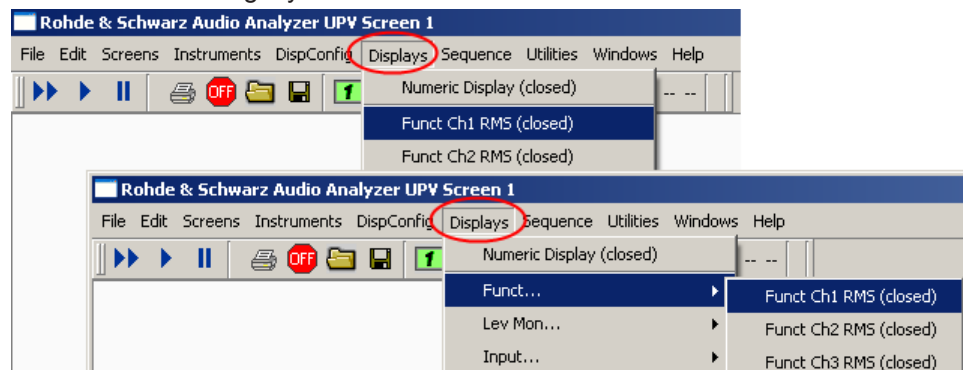 Rohde & Schwarz Audio Analyzer UPV Screen 1
File Edit Screens Instruments DispConfig Displays Sequence Utilities Windows Help
OFF 1 Numeric Display (closed) -- --
Funct Ch1 RMS (closed)
Funct Ch2 RMS (closed)
Rohde & Schwarz Audio Analyzer UPV Screen 1
File Edit Screens Instruments DispConfig Displays Sequence Utilities Windows Help
OFF 1 Numeric Display (closed) -- --
Funct... Funct Ch1 RMS (closed)
Lev Mon... Funct Ch2 RMS (closed)
Input... Funct Ch3 RMS (closed)